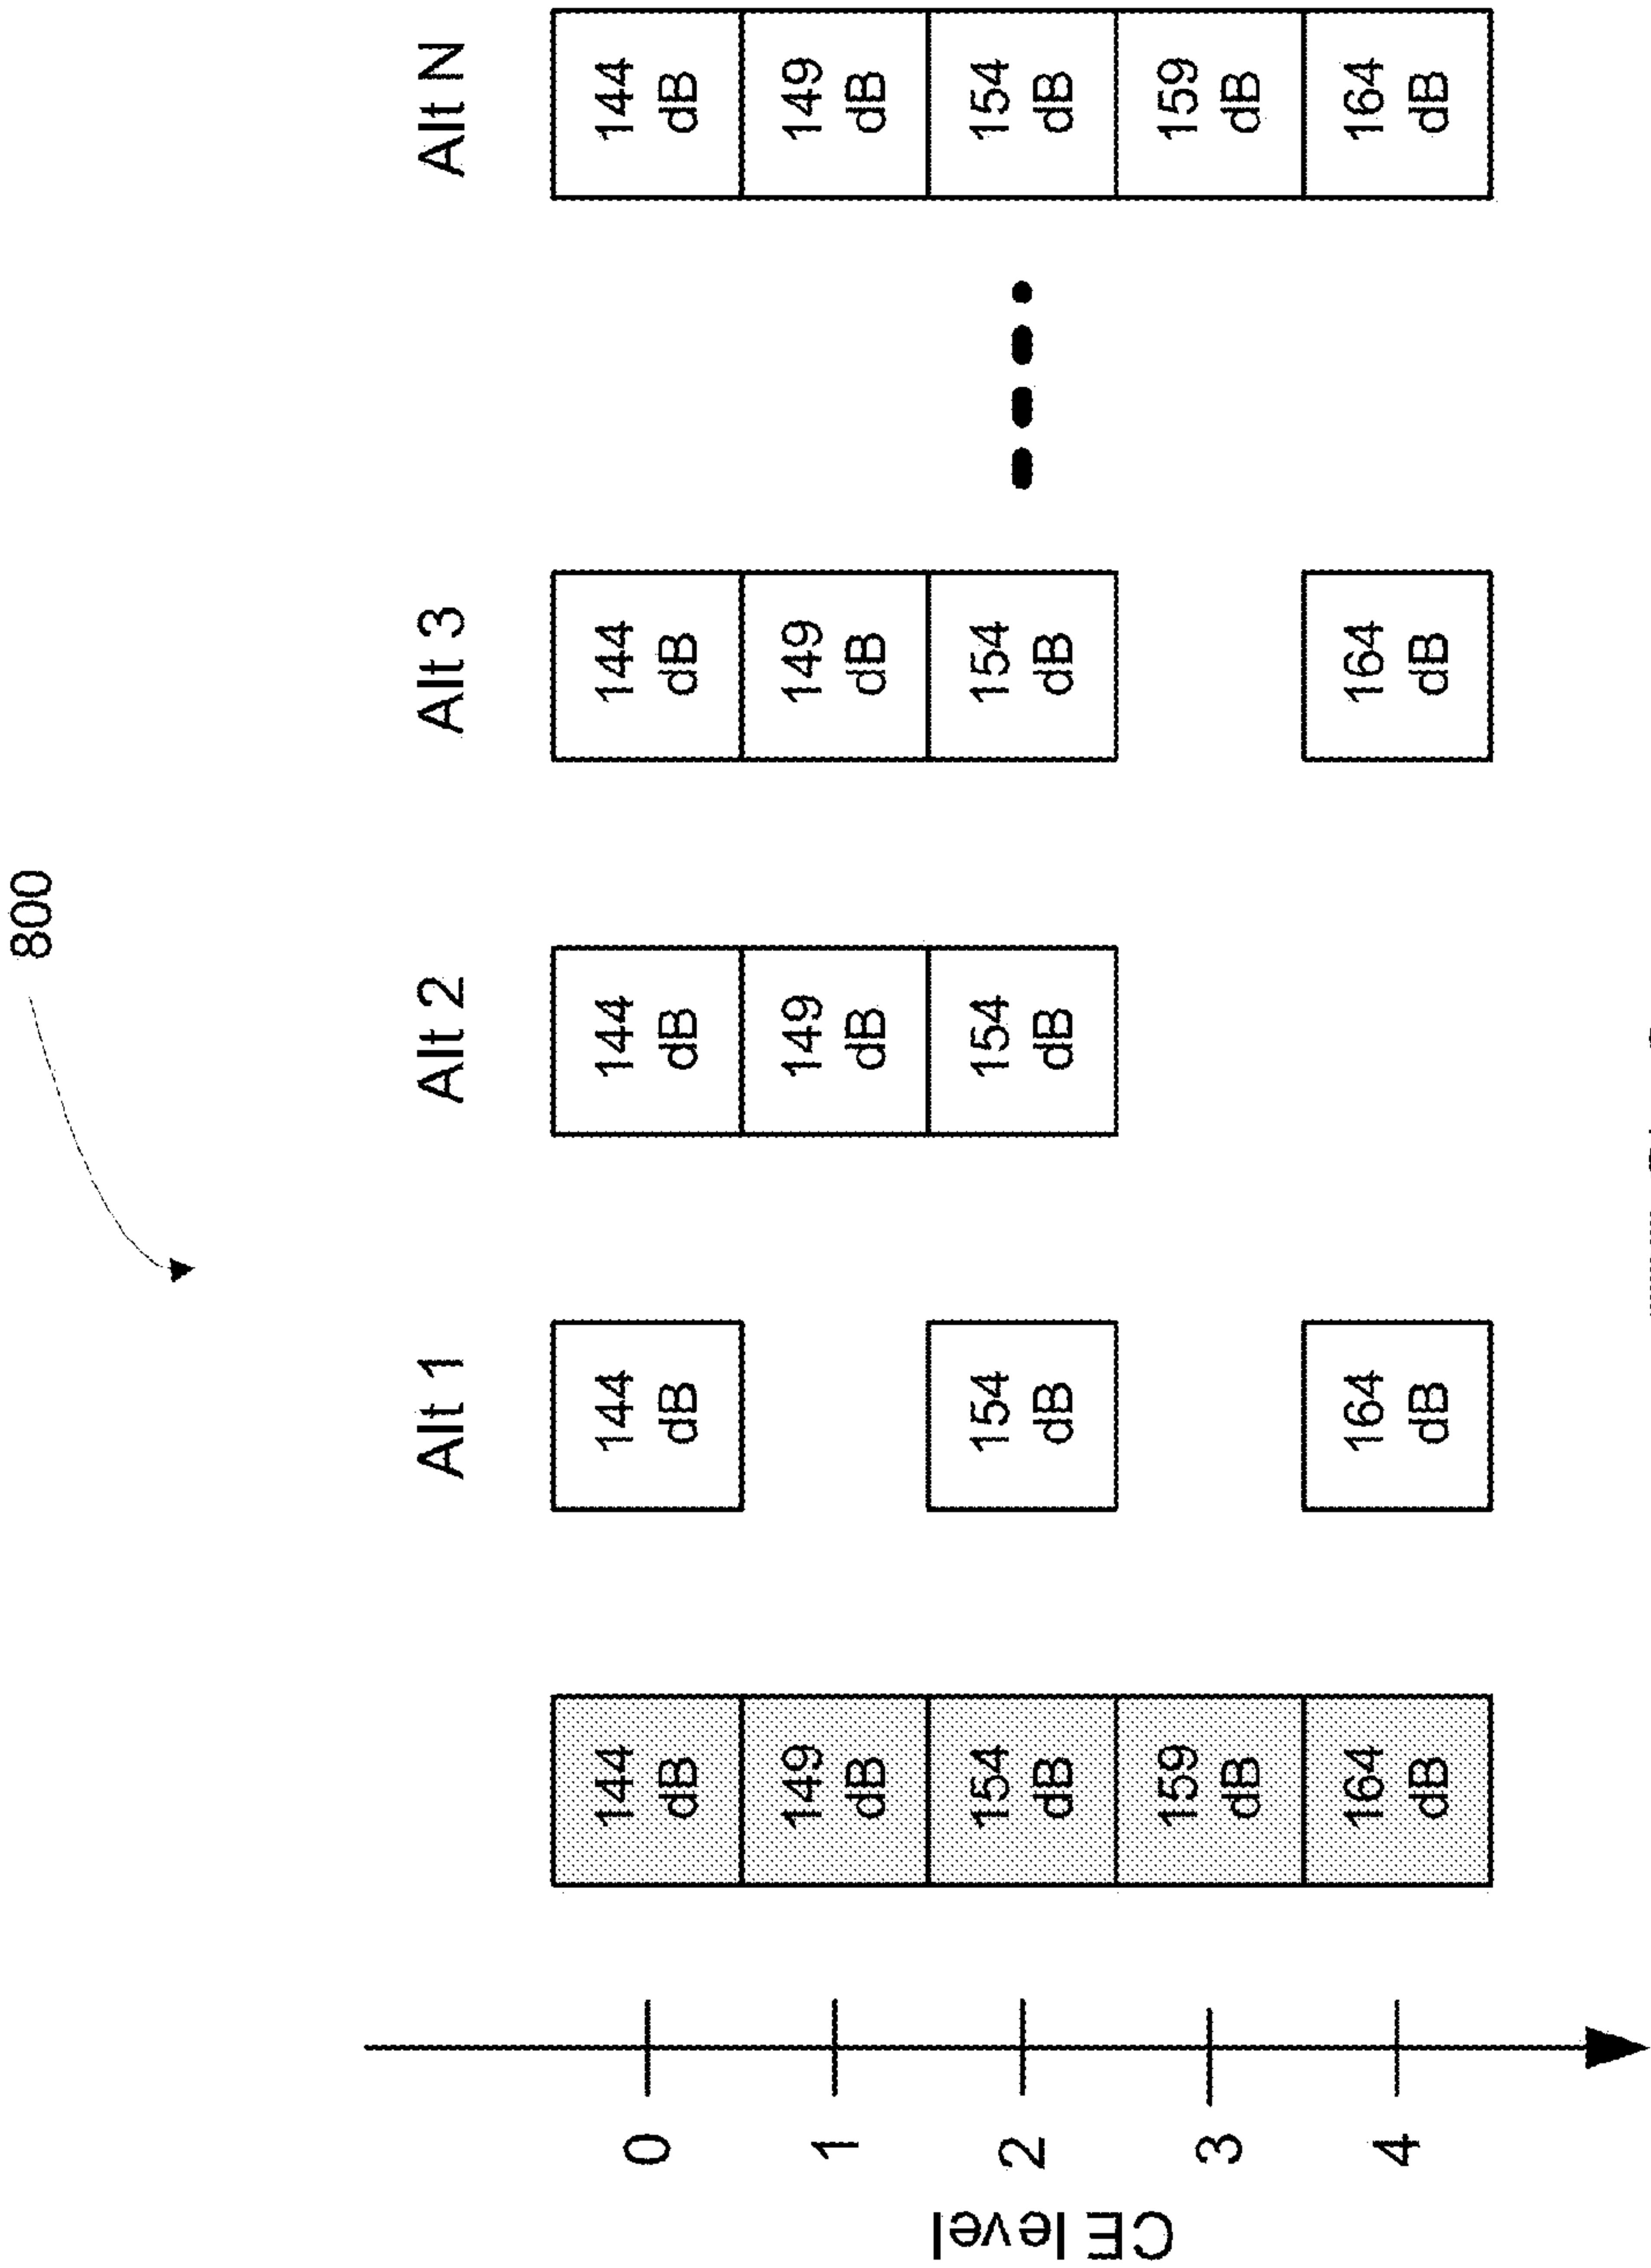 800
Alt 1 Alt 2 Alt 3 Alt N
CE level
0 144 144 144 144 144
dB dB dB dB dB
1 149 149 149 149
dB dB dB dB
2 154 154 154 154 154
dB dB dB dB dB
3 159 159
dB dB
4 164 164 164 164
dB dB dB dB